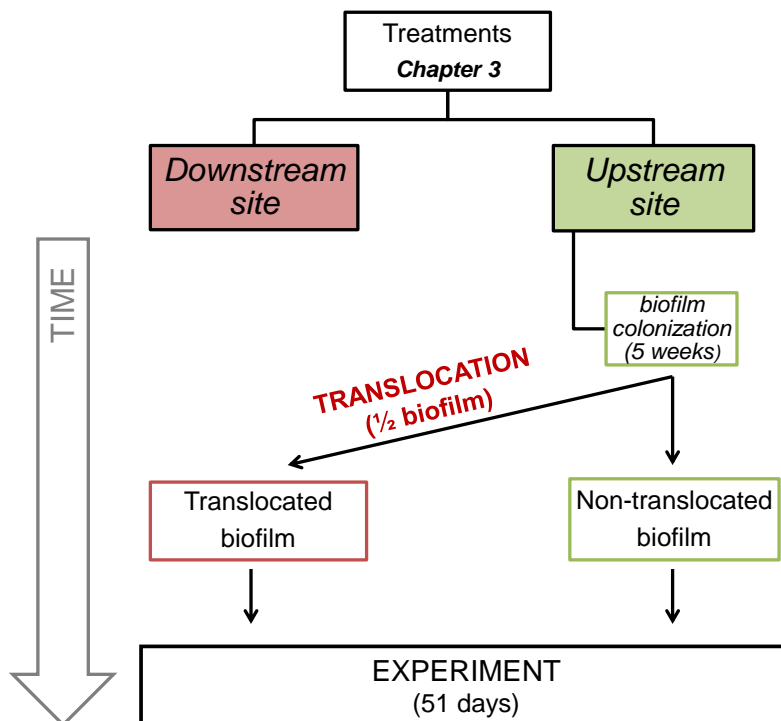 Treatments
Chapter 3
Downstream
site
Upstream
site
TIME
biofilm
colonization
(5 weeks)
TRANSLOCATION
(½ biofilm)
Translocated
biofilm
Non-translocated
biofilm
EXPERIMENT
(51 days)